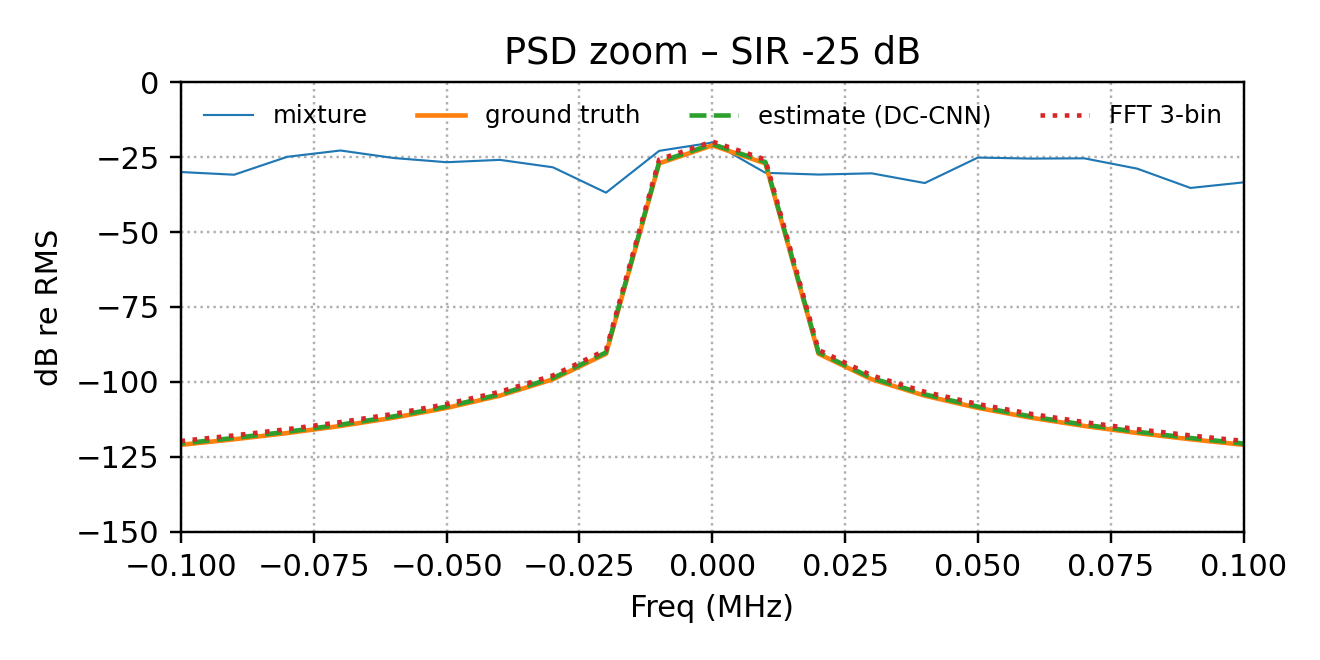 PSD zoom – SIR -25 dB
mixture ground truth estimate (DC-CNN) FFT 3-bin
dB re RMS
0
−25
−50
−75
−100
−125
−150
−0.100 −0.075 −0.050 −0.025 0.000 0.025 0.050 0.075 0.100
Freq (MHz)